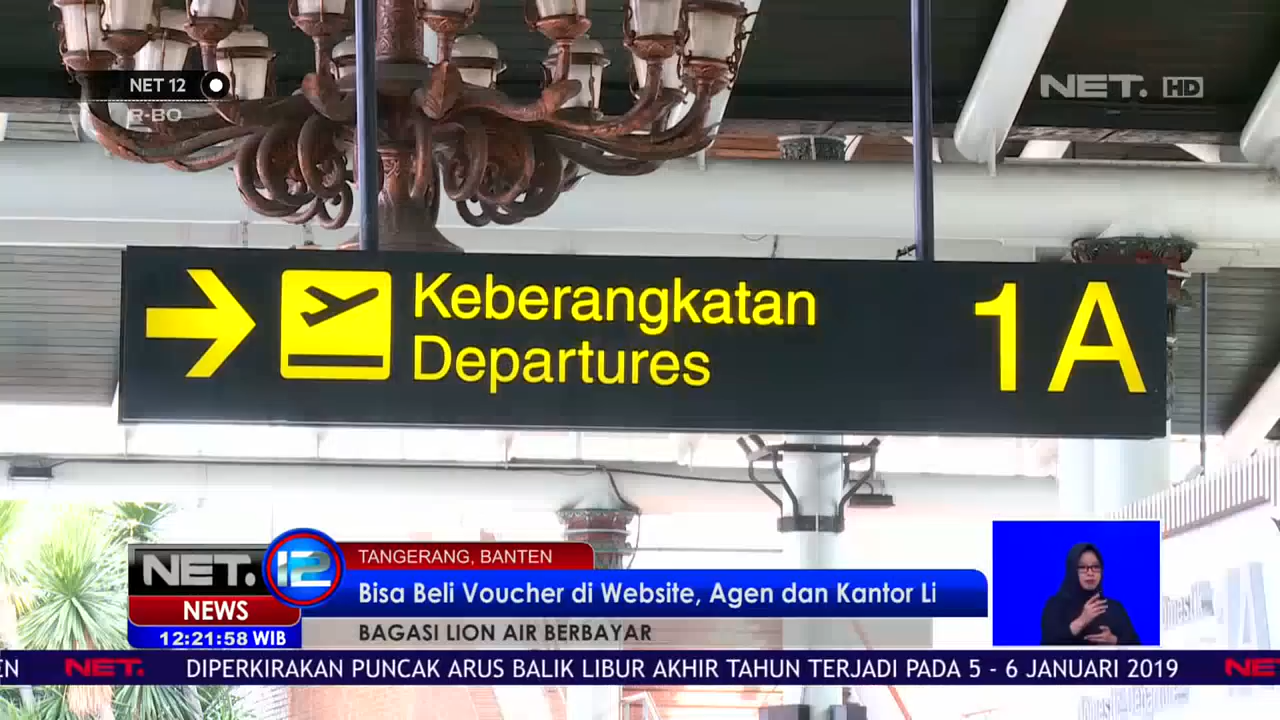 NET 12
R-BO
NET. HD
Keberangkatan
Departures
1A
NET. 12
NEWS
12:21:58 WIB
TANGERANG, BANTEN
Bisa Beli Voucher di Website, Agen dan Kantor Li
BAGASI LION AIR BERBAYAR
EN NET. DIPERKIRAKAN PUNCAK ARUS BALIK LIBUR AKHIR TAHUN TERJADI PADA 5 - 6 JANUARI 2019 NE